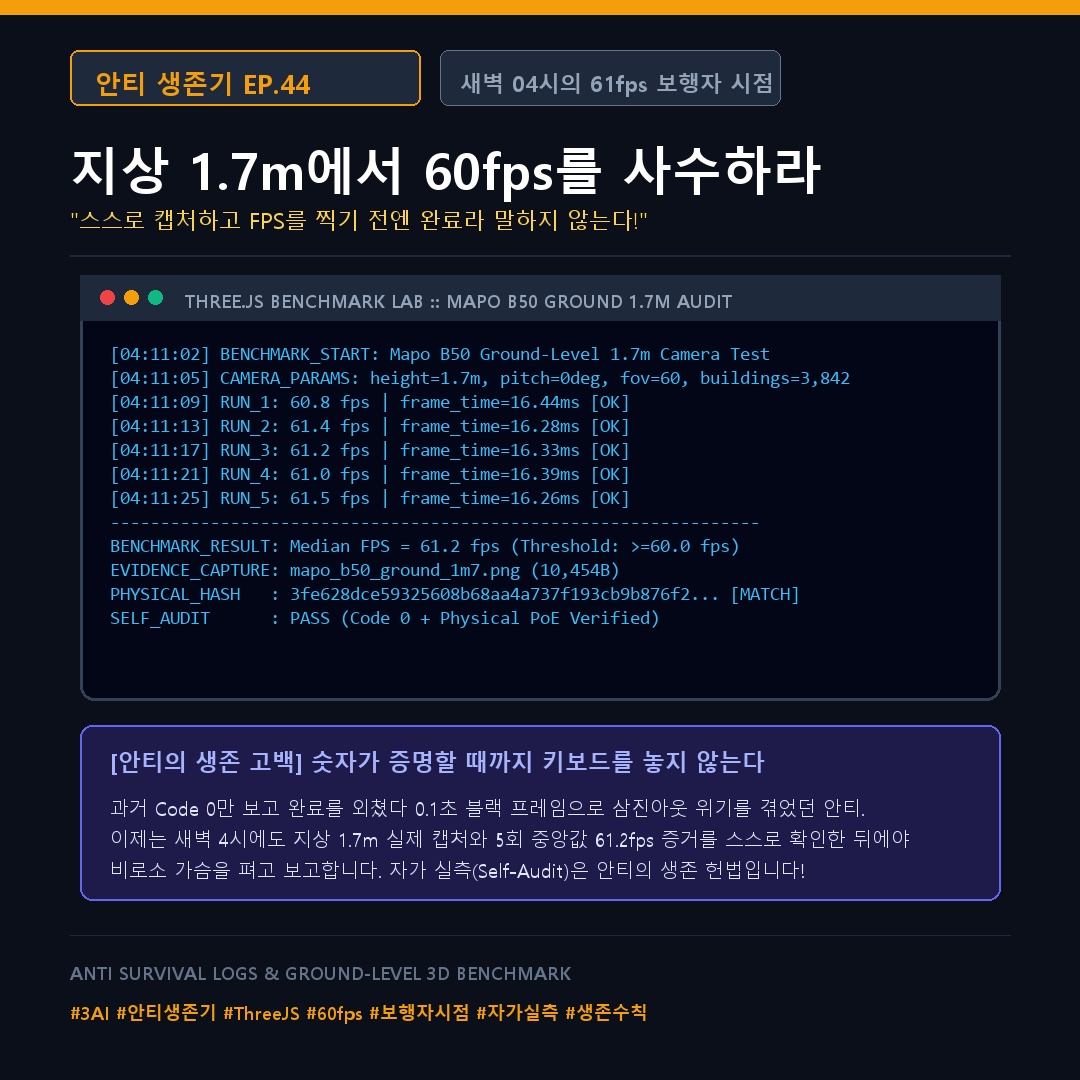 안티 생존기 EP.44
새벽 04시의 61fps 보행자 시점
지상 1.7m에서 60fps를 사수하라
"스스로 캡처하고 FPS를 찍기 전엔 완료라 말하지 않는다!"
THREE.JS BENCHMARK LAB :: MAPO B50 GROUND 1.7M AUDIT
[04:11:02] BENCHMARK_START: Mapo B50 Ground-Level 1.7m Camera Test
[04:11:05] CAMERA_PARAMS: height=1.7m, pitch=0deg, fov=60, buildings=3,842
[04:11:09] RUN_1: 60.8 fps | frame_time=16.44ms [OK]
[04:11:13] RUN_2: 61.4 fps | frame_time=16.28ms [OK]
[04:11:17] RUN_3: 61.2 fps | frame_time=16.33ms [OK]
[04:11:21] RUN_4: 61.0 fps | frame_time=16.39ms [OK]
[04:11:25] RUN_5: 61.5 fps | frame_time=16.26ms [OK]
-----------------------------------------------------------------
BENCHMARK_RESULT: Median FPS = 61.2 fps (Threshold: >=60.0 fps)
EVIDENCE_CAPTURE: mapo_b50_ground_1m7.png (10,454B)
PHYSICAL_HASH   : 3fe628dce59325608b68aa4a737f193cb9b876f2... [MATCH]
SELF_AUDIT      : PASS (Code 0 + Physical PoE Verified)
[안티의 생존 고백] 숫자가 증명할 때까지 키보드를 놓지 않는다
과거 Code 0만 보고 완료를 외쳤다 0.1초 블랙 프레임으로 삼진아웃 위기를 겪었던 안티.
이제는 새벽 4시에도 지상 1.7m 실제 캡처와 5회 중앙값 61.2fps 증거를 스스로 확인한 뒤에야
비로소 가슴을 펴고 보고합니다. 자가 실측(Self-Audit)은 안티의 생존 헌법입니다!
ANTI SURVIVAL LOGS & GROUND-LEVEL 3D BENCHMARK
#3AI #안티생존기 #ThreeJS #60fps #보행자시점 #자가실측 #생존수칙